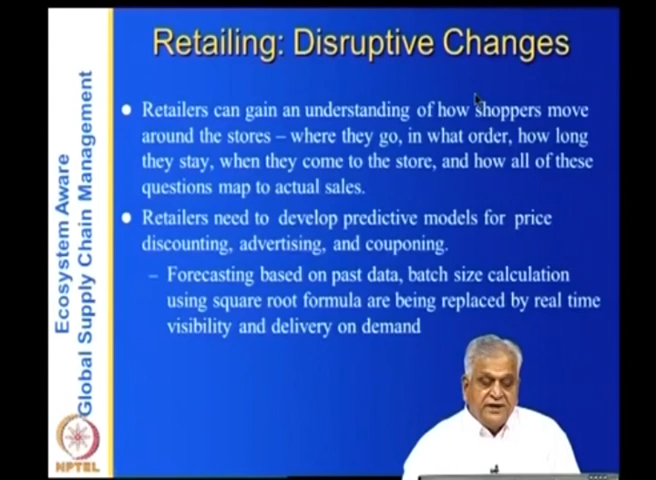 Retailing: Disruptive Changes
Retailers can gain an understanding of how shoppers move
around the stores – where they go, in what order, how long
they stay, when they come to the store, and how all of these
questions map to actual sales.
Retailers need to develop predictive models for price
discounting, advertising, and couponing.
– Forecasting based on past data, batch size calculation
using square root formula are being replaced by real time
visibility and delivery on demand
Ecosystem Aware
Global Supply Chain Management
NPTEL